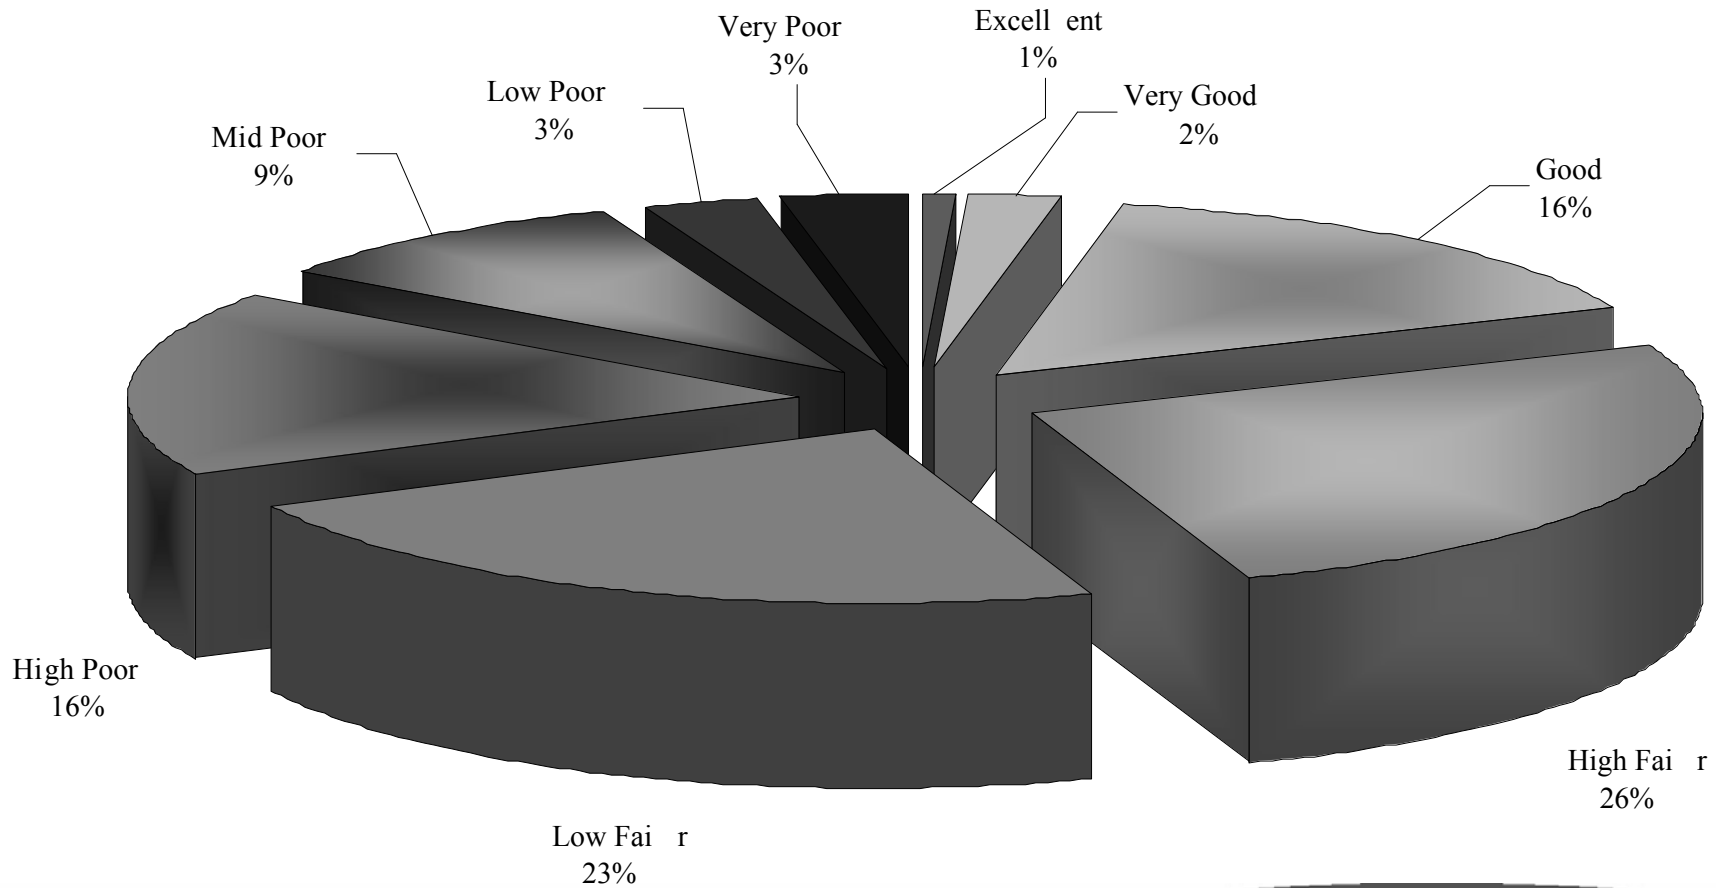 Excell ent
1%
Very Good
2%
Good
16%
High Fai r
26%
Low Fai r
23%
High Poor
16%
Mid Poor
9%
Low Poor
3%
Very Poor
3%